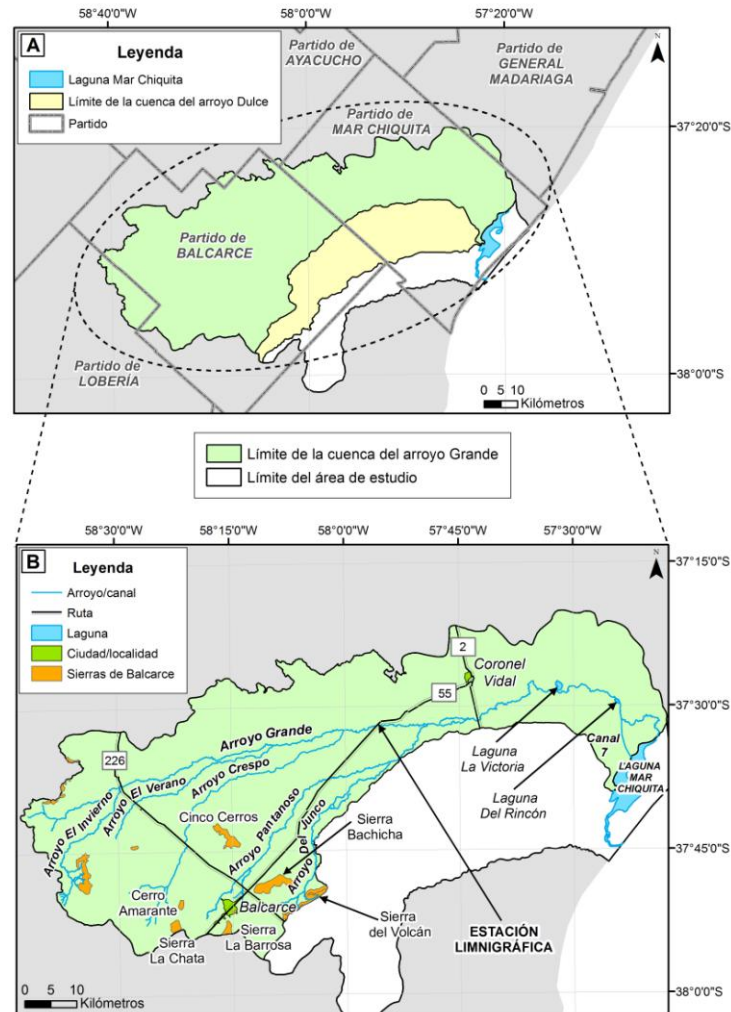 58°40'0"W
58°0'0"W
57°20'0"W
A
Leyenda
Laguna Mar Chiquita
Límite de la cuenca del arroyo Dulce
Partido
Partido de
AYACUCHO
Partido de
GENERAL
MADARIAGA
N
Partido de
MAR CHIQUITA
37°20'0"S
Partido de
BALCARCE
Partido de
LOBERÍA
38°0'0"S
0 5 10
Kilómetros
Límite de la cuenca del arroyo Grande
Límite del área de estudio
58°30'0"W
58°15'0"W
58°0'0"W
57°45'0"W
57°30'0"W
B
Leyenda
Arroyo/canal
Ruta
Laguna
Ciudad/localidad
Sierras de Balcarce
N
37°15'0"S
2
Coronel
Vidal
55
37°30'0"S
226
Arroyo Grande
Arroyo Crespo
Arroyo El Verano
Arroyo El Invierno
Arroyo Pantanoso
Arroyo Del Junco
Laguna
La Victoria
Laguna
Del Rincón
Canal
7
LAGUNA
MAR
CHIQUITA
Cinco Cerros
Sierra
Bachicha
37°45'0"S
Cerro
Amarante
Balcarce
Sierra
La Chata
Sierra
La Barrosa
Sierra
del Volcán
ESTACIÓN
LIMNIGRÁFICA
38°0'0"S
0 5 10
Kilómetros